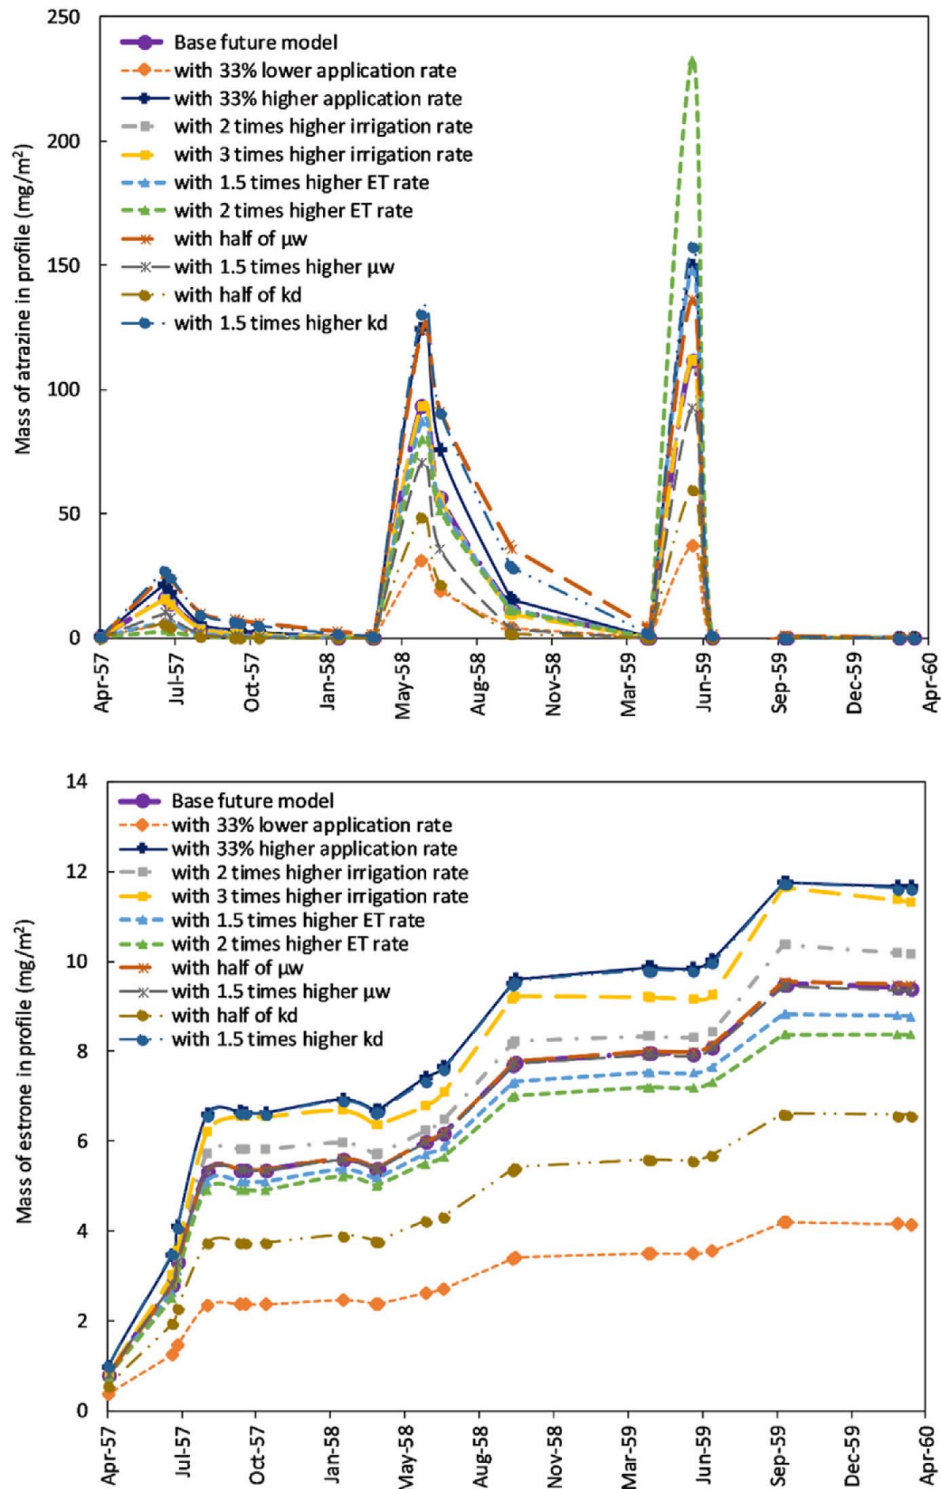 250
200
150
100
50
0
Mass of atrazine in profile (mg/m²)
Base future model
with 33% lower application rate
with 33% higher application rate
with 2 times higher irrigation rate
with 3 times higher irrigation rate
with 1.5 times higher ET rate
with 2 times higher ET rate
with half of µw
with 1.5 times higher µw
with half of kd
with 1.5 times higher kd
Apr-57
Jul-57
Oct-57
Jan-58
May-58
Aug-58
Nov-58
Mar-59
Jun-59
Sep-59
Dec-59
Apr-60
14
12
10
8
6
4
2
0
Mass of estrone in profile (mg/m²)
Base future model
with 33% lower application rate
with 33% higher application rate
with 2 times higher irrigation rate
with 3 times higher irrigation rate
with 1.5 times higher ET rate
with 2 times higher ET rate
with half of µw
with 1.5 times higher µw
with half of kd
with 1.5 times higher kd
Apr-57
Jul-57
Oct-57
Jan-58
May-58
Aug-58
Nov-58
Mar-59
Jun-59
Sep-59
Dec-59
Apr-60